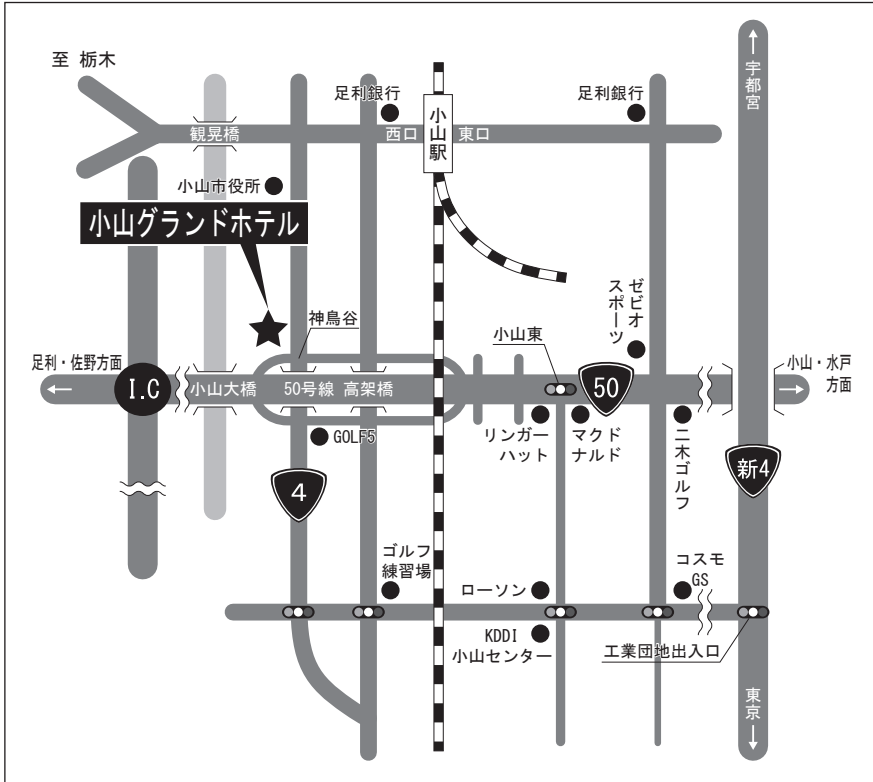 至 栃木
宇都宮
足利銀行
足利銀行
小山駅
観晃橋
西口
東口
小山市役所
小山グランドホテル
ゼビオ
スポーツ
神鳥谷
小山東
足利・佐野方面
I.C
小山大橋
50号線 高架橋
50
小山・水戸
方面
GOLF5
リンガー
ハット
マクド
ナルド
二木ゴルフ
4
新4
ゴルフ
練習場
ローソン
コスモ
GS
KDDI
小山センター
工業団地出入口
東京